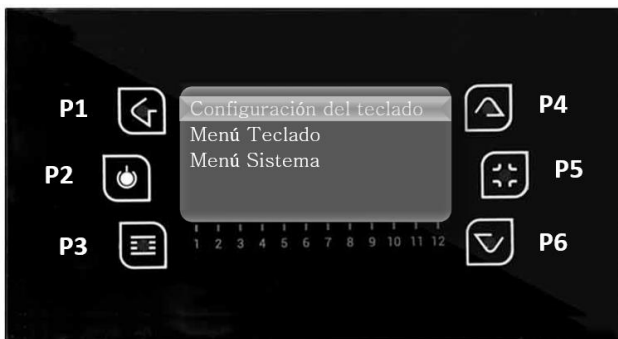 P1
P2
P3
Configuración del teclado
Menú Teclado
Menú Sistema
1 2 3 4 5 6 7 8 9 10 11 12
P4
P5
P6